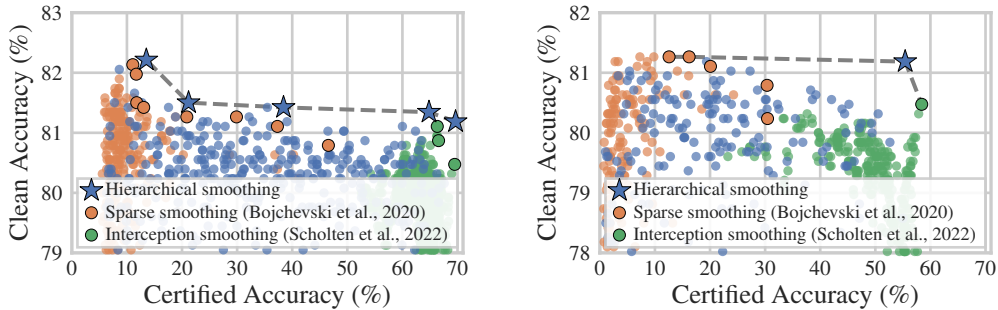 83
82
81
80
79
Clean Accuracy (%)
Hierarchical smoothing
Sparse smoothing (Bojchevski et al., 2020)
Interception smoothing (Scholten et al., 2022)
0 10 20 30 40 50 60 70
Certified Accuracy (%)
82
81
80
79
78
Clean Accuracy (%)
Hierarchical smoothing
Sparse smoothing (Bojchevski et al., 2020)
Interception smoothing (Scholten et al., 2022)
0 10 20 30 40 50 60 70
Certified Accuracy (%)